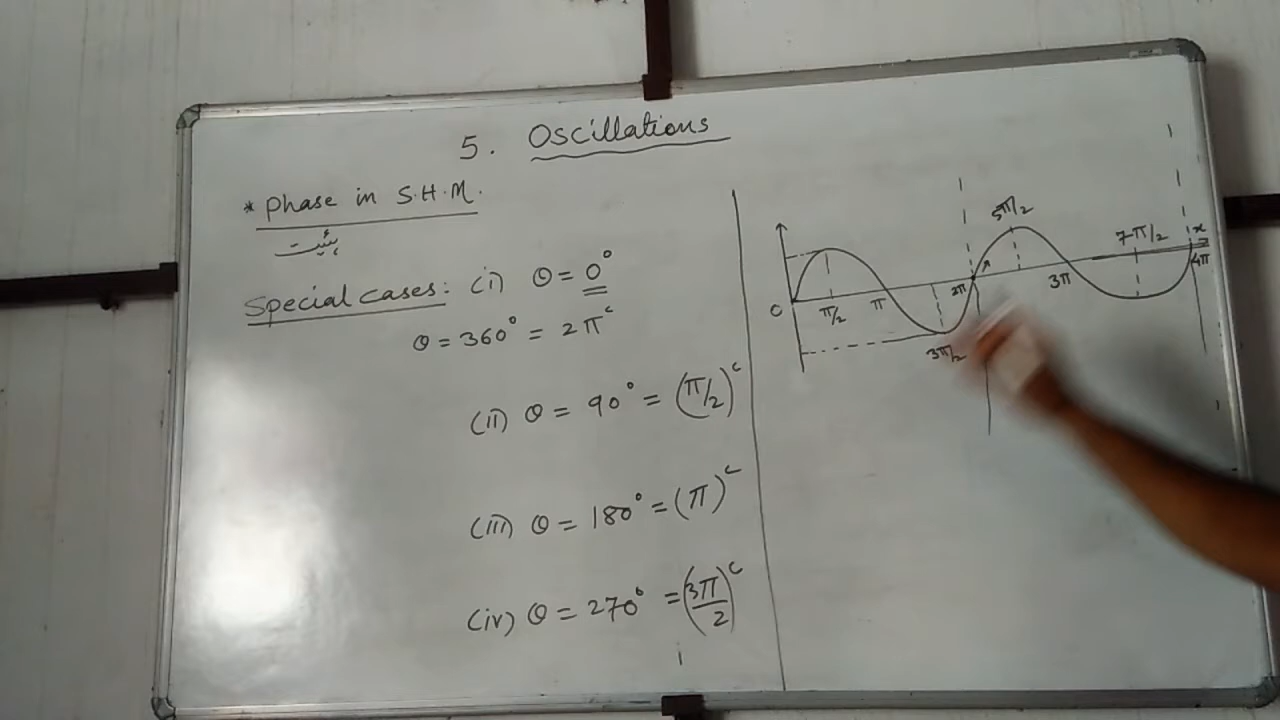 5. Oscillations
* Phase in S.H.M.
ہیئت
Special cases: (i) θ = 0°
θ = 360° = 2π^c
(ii) θ = 90° = (π/2)^c
(iii) θ = 180° = (π)^c
(iv) θ = 270° = (3π/2)^c
5π/2
7π/2
x
O
π/2
π
3π/2
2π
3π
4π